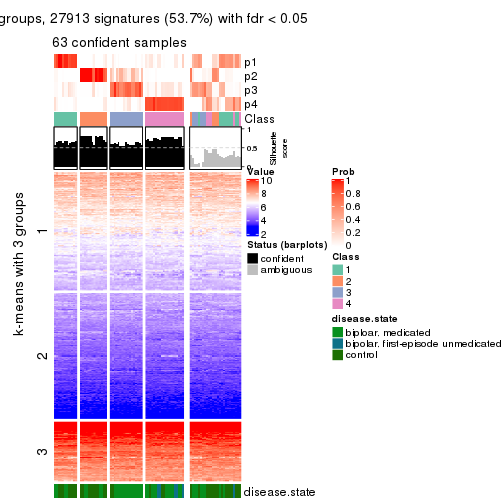 groups, 27913 signatures (53.7%) with fdr < 0.05
63 confident samples
p1
p2
p3
p4
Class
1
0.5
0
Silhouette
score
k-means with 3 groups
1
2
3
Value
10
8
6
4
2
Status (barplots)
confident
ambiguous
Prob
1
0.8
0.6
0.4
0.2
0
Class
1
2
3
4
disease.state
biploar. medicated
bipolar. first-episode unmedicated
control
disease.state